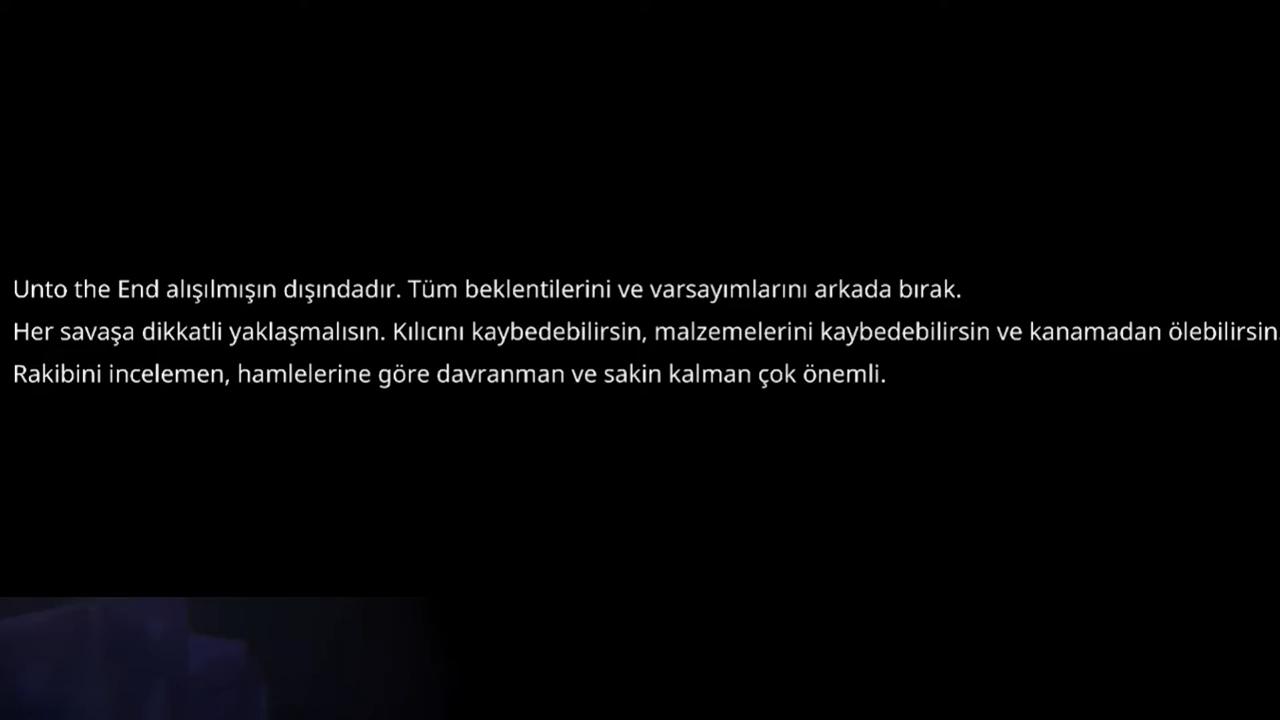 Unto the End alışılmışın dışındadır. Tüm beklentilerini ve varsayımlarını arkada bırak.
Her savaşa dikkatli yaklaşmalısın. Kılıcını kaybedebilirsin, malzemelerini kaybedebilirsin ve kanamadan ölebilirsin.
Rakibini incelemen, hamlelerine göre davranman ve sakin kalman çok önemli.